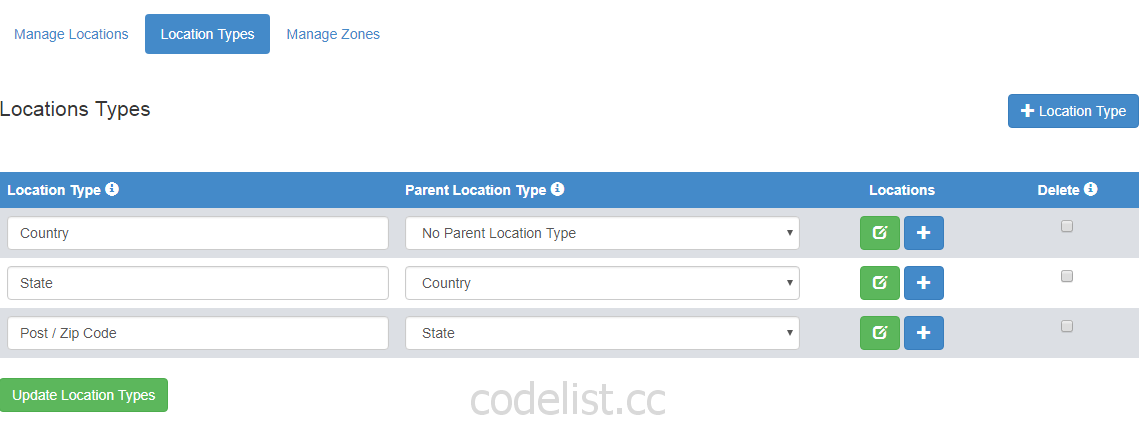 Manage Locations Location Types Manage Zones
Locations Types
Location Type
Location Type Parent Location Type Locations Delete
Country No Parent Location Type
State Country
Post / Zip Code State
Update Location Types
codelist.cc